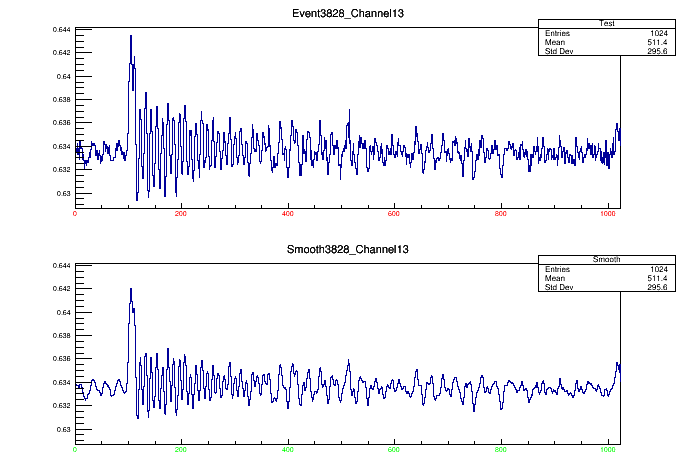 Event3828_Channel13
Test
Entries 1024
Mean 511.4
Std Dev 295.6
0.644
0.642
0.64
0.638
0.636
0.634
0.632
0.63
0 200 400 600 800 1000
Smooth3828_Channel13
Smooth
Entries 1024
Mean 511.4
Std Dev 295.6
0.644
0.642
0.64
0.638
0.636
0.634
0.632
0.63
0 200 400 600 800 1000